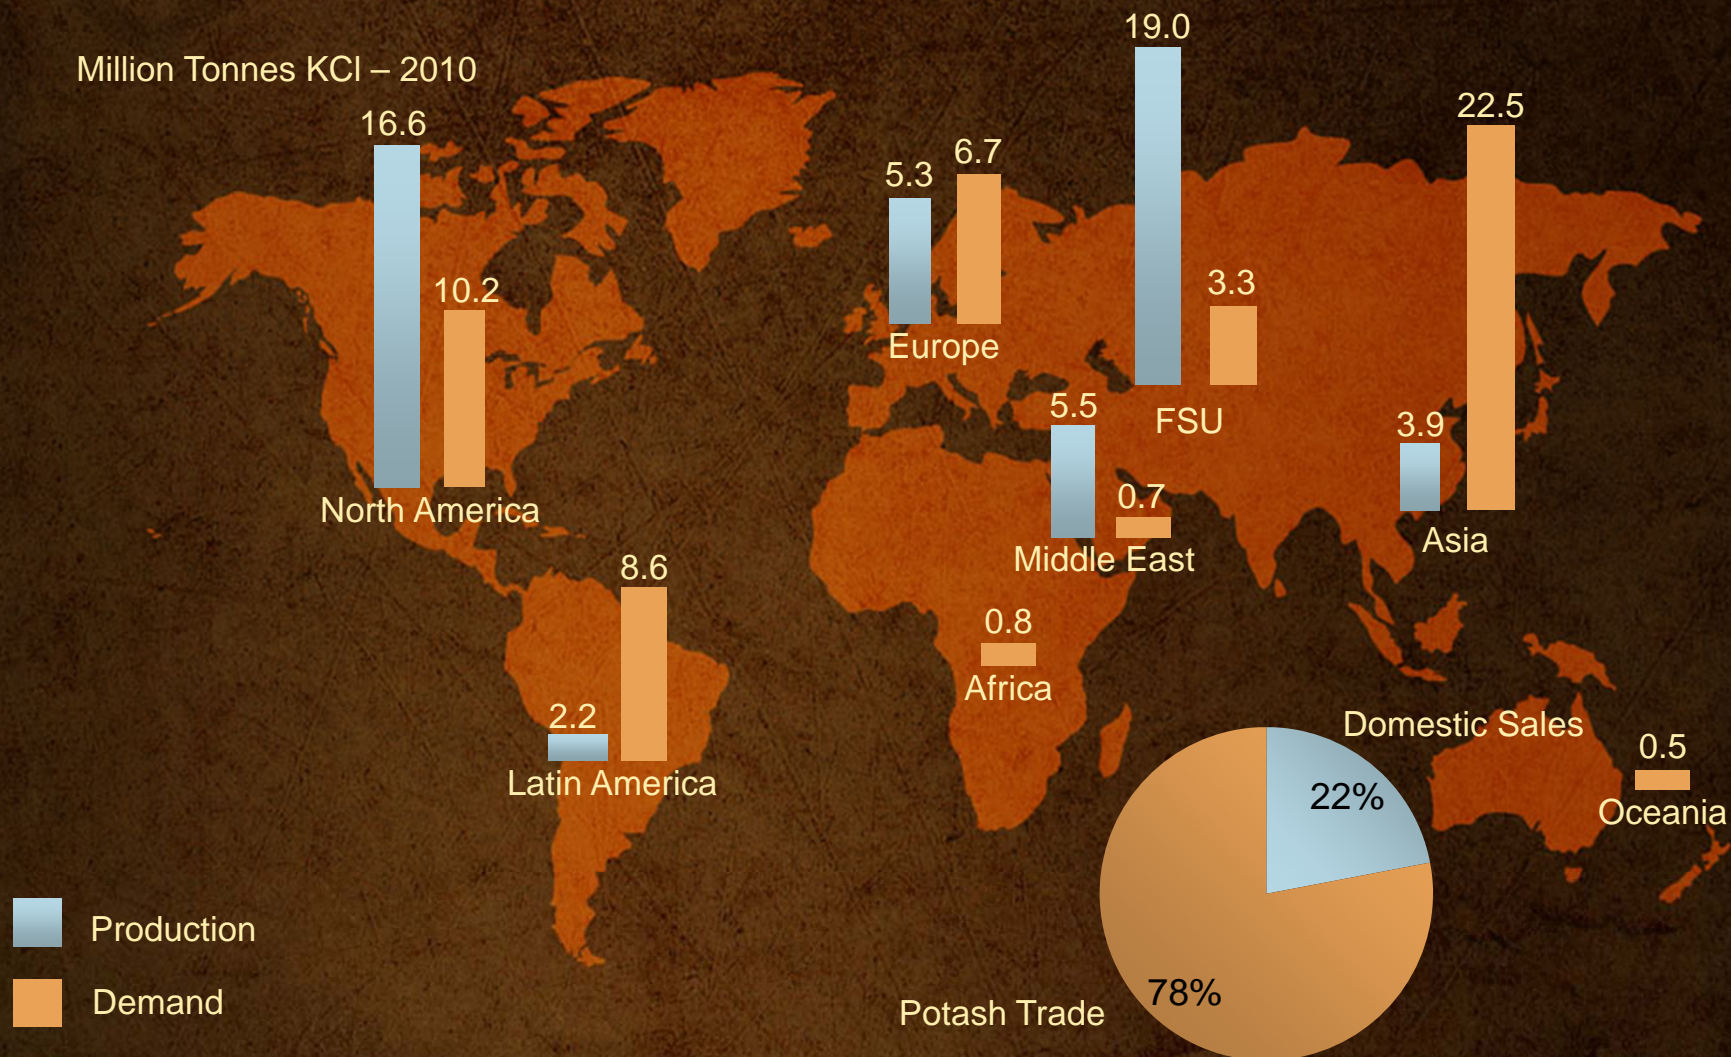 Million Tonnes KCl – 2010
16.6
10.2
North America
2.2
8.6
Latin America
5.3
6.7
Europe
19.0
3.3
FSU
5.5
0.7
Middle East
0.8
Africa
22.5
3.9
Asia
0.5
Oceania
Domestic Sales
22%
78%
Potash Trade
Production
Demand